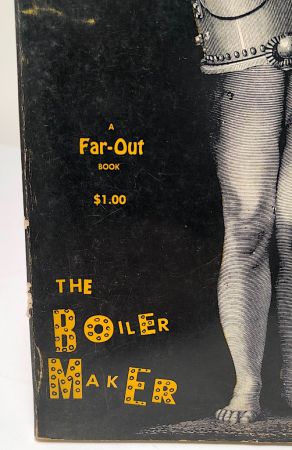 A
Far-Out
BOOK
$1.00
THE
BOILER
MAKER